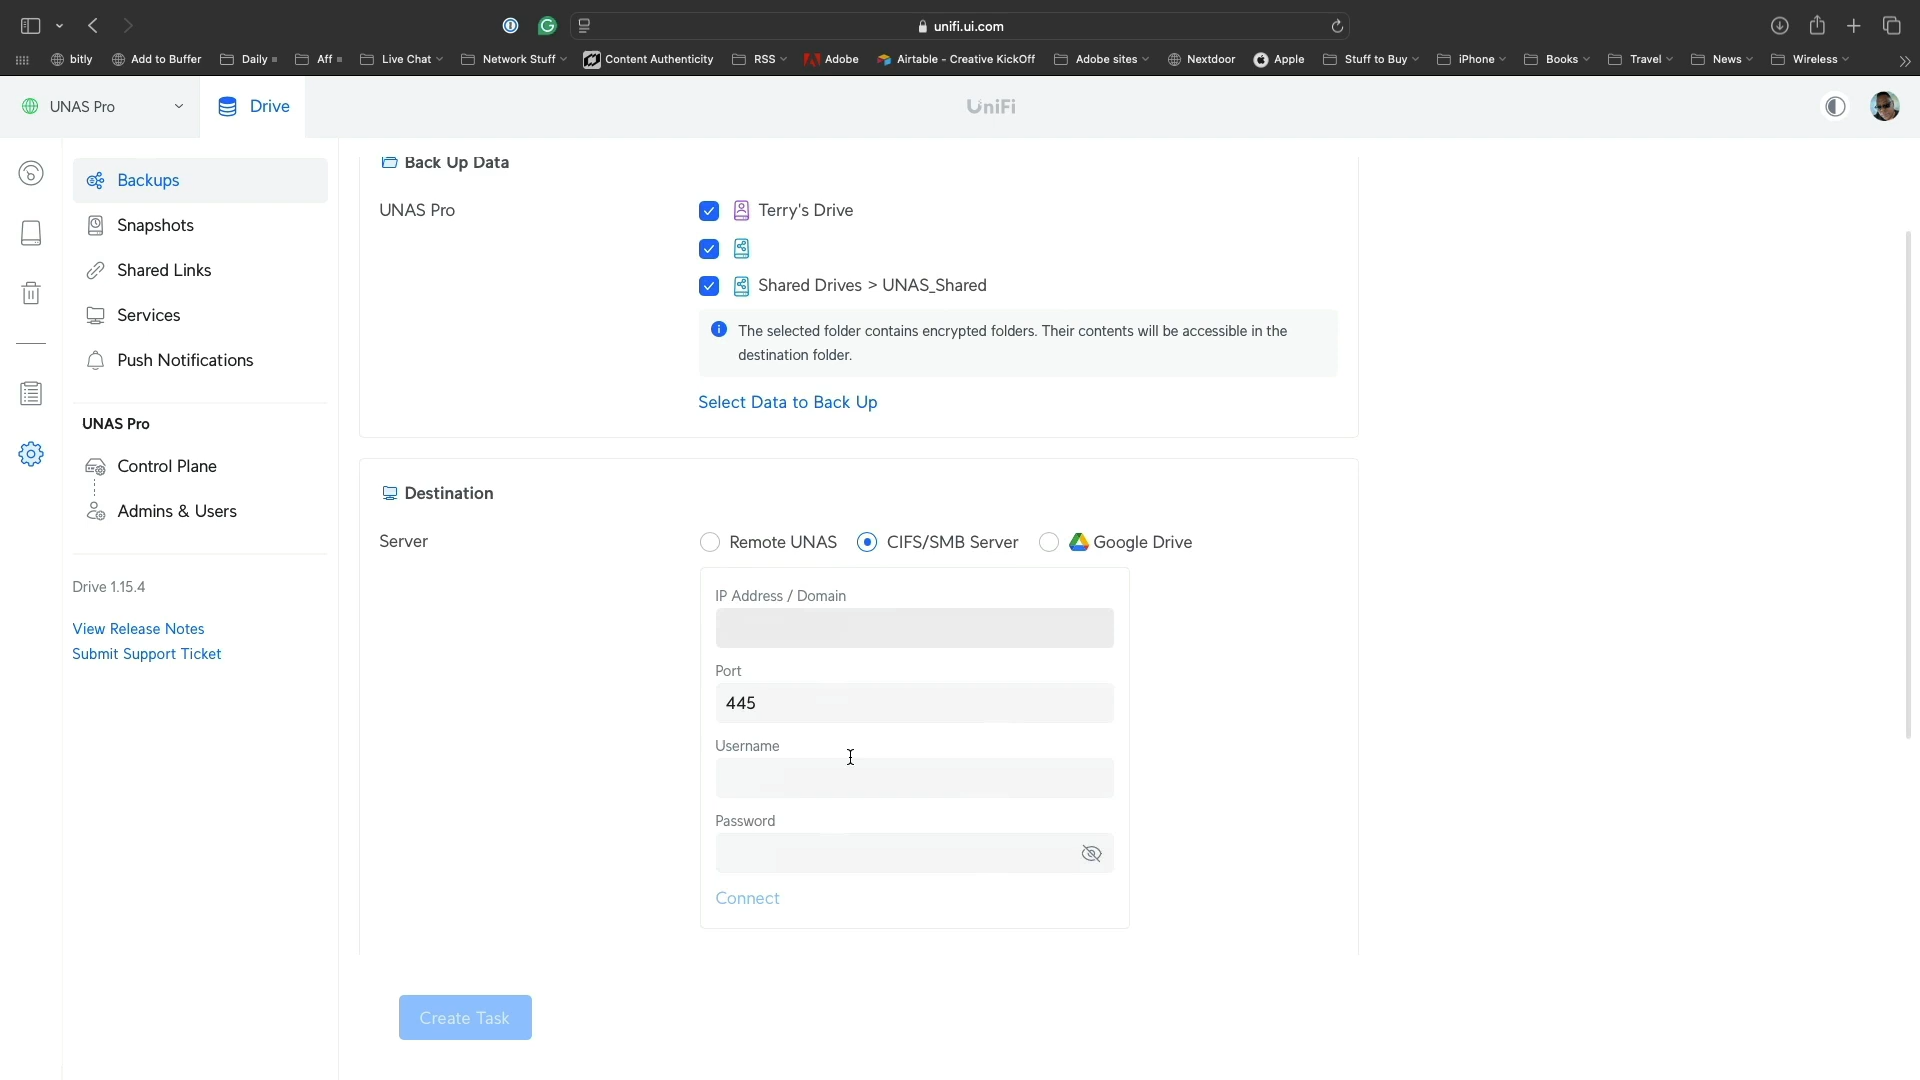 unifi.ui.com
bitly
Add to Buffer
Daily
Aff
Live Chat
Network Stuff
Content Authenticity
RSS
Adobe
Airtable - Creative KickOff
Adobe sites
Nextdoor
Apple
Stuff to Buy
iPhone
Books
Travel
News
Wireless
UNAS Pro
Drive
UniFi
Backups
Snapshots
Shared Links
Services
Push Notifications
UNAS Pro
Control Plane
Admins & Users
Drive 1.15.4
View Release Notes
Submit Support Ticket
Back Up Data
UNAS Pro
Terry's Drive
Shared Drives > UNAS_Shared
The selected folder contains encrypted folders. Their contents will be accessible in the
destination folder.
Select Data to Back Up
Destination
Server
Remote UNAS
CIFS/SMB Server
Google Drive
IP Address / Domain
Port
445
Username
Password
Connect
Create Task